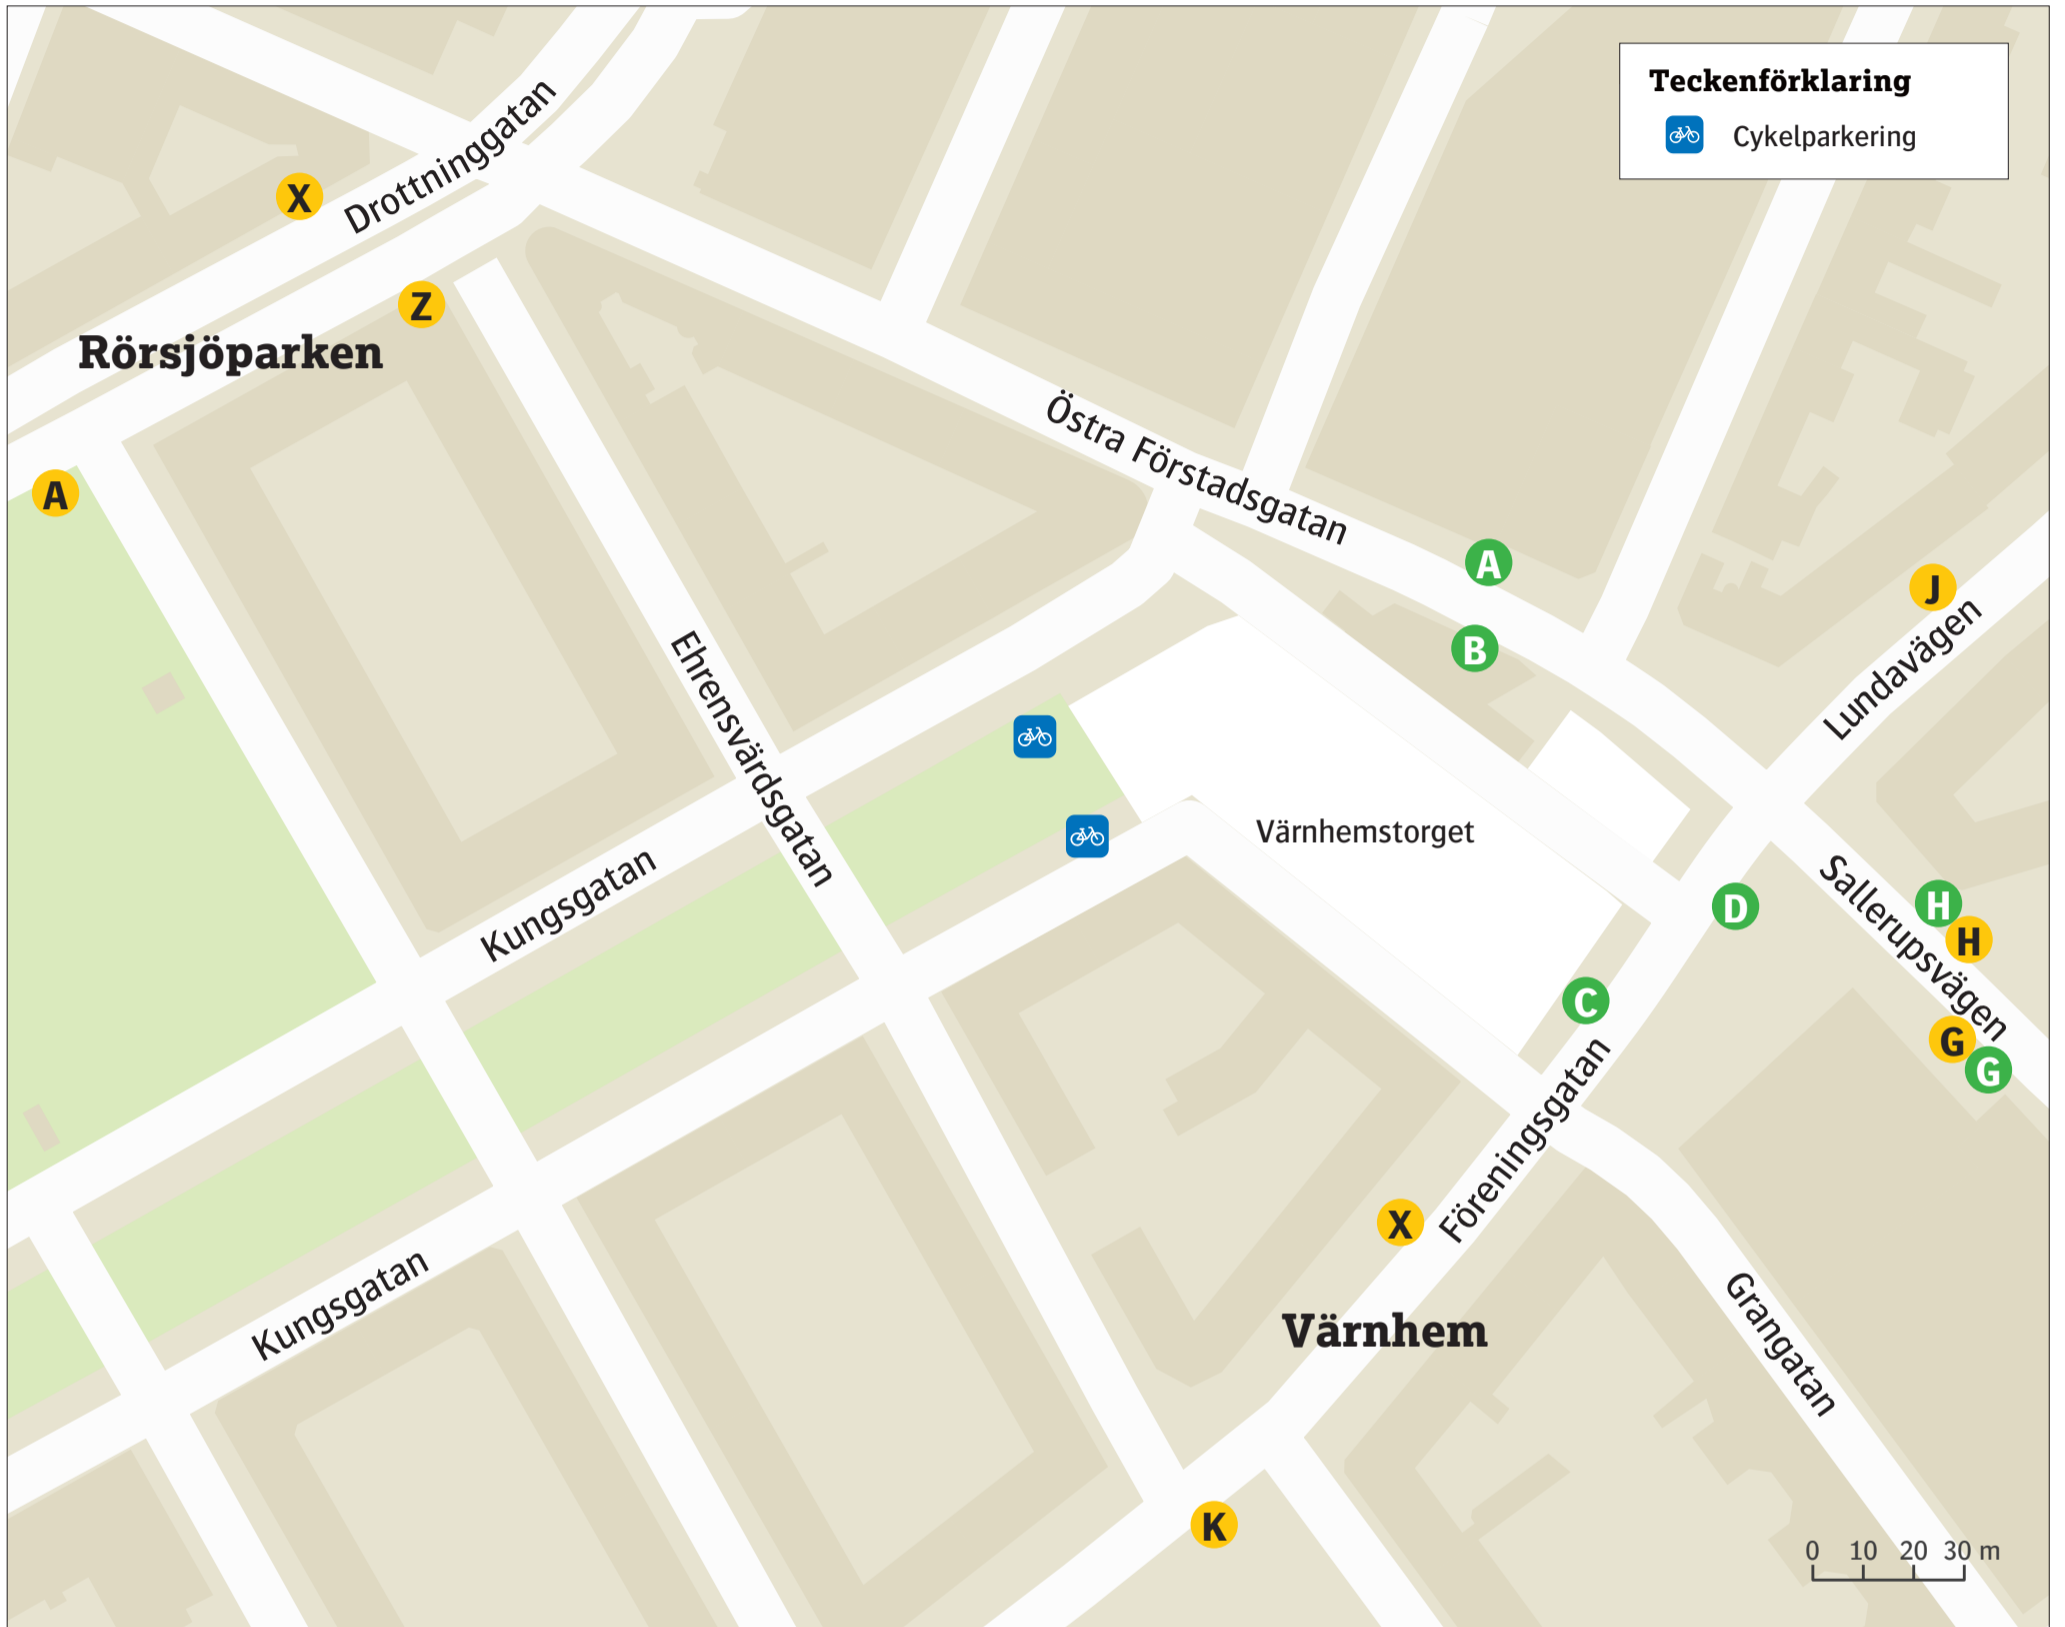 Teckenförklaring
Cykelparkering
Drottninggatan
X
Z
Rörsjöparken
A
Östra Förstadsgatan
A
B
J
Lundavägen
Ehrensvärdsgatan
Värnhemstorget
Kungsgatan
D
H
H
Sallerupsvägen
C
G
G
Föreningsgatan
X
Kungsgatan
Värnhem
Grangatan
K
0 10 20 30 m